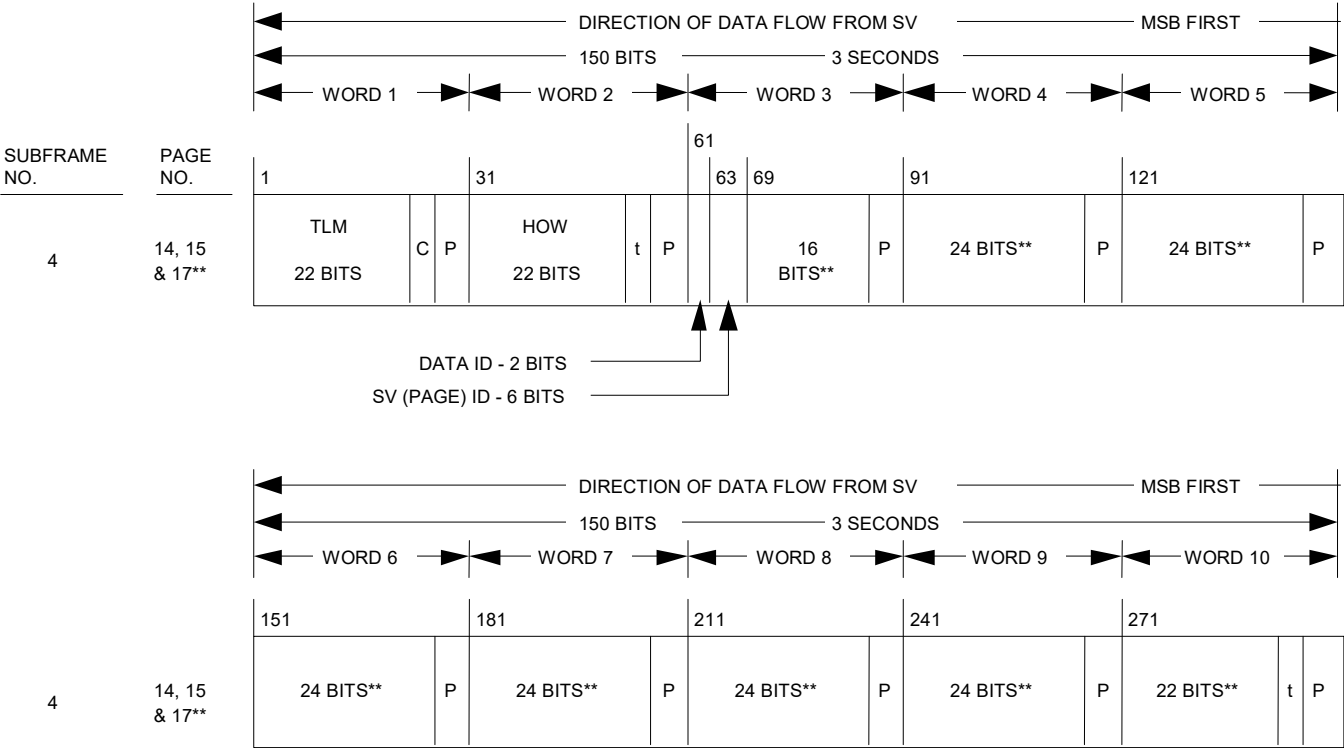 DIRECTION OF DATA FLOW FROM SV MSB FIRST
150 BITS 3 SECONDS
WORD 1 WORD 2 WORD 3 WORD 4 WORD 5
61
SUBFRAME NO. PAGE NO. 1 31 63 69 91 121
4 14, 15 & 17** TLM 22 BITS C P HOW 22 BITS t P 16 BITS** P 24 BITS** P 24 BITS** P
DATA ID - 2 BITS
SV (PAGE) ID - 6 BITS
DIRECTION OF DATA FLOW FROM SV MSB FIRST
150 BITS 3 SECONDS
WORD 6 WORD 7 WORD 8 WORD 9 WORD 10
151 181 211 241 271
4 14, 15 & 17** 24 BITS** P 24 BITS** P 24 BITS** P 24 BITS** P 22 BITS** t P